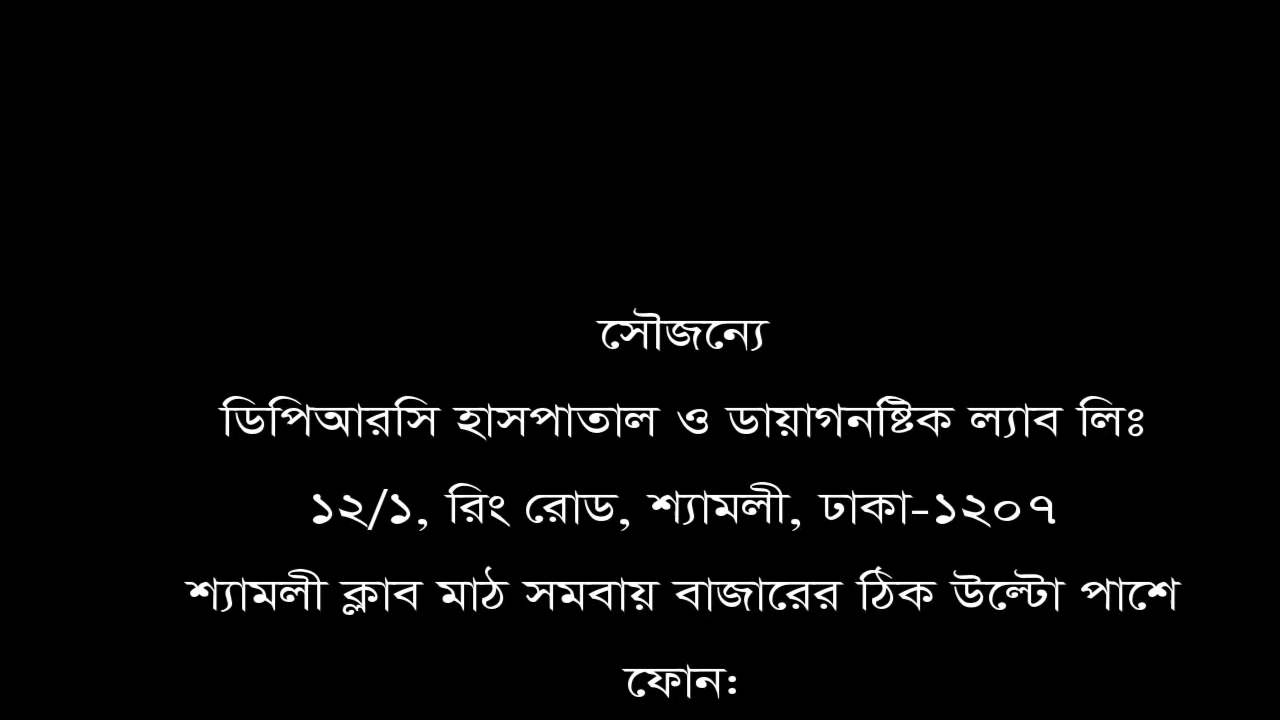 সৌজন্যে
ডিপিআরসি হাসপাতাল ও ডায়াগনষ্টিক ল্যাব লিঃ
১২/১, রিং রোড, শ্যামলী, ঢাকা-১২০৭
শ্যামলী ক্লাব মাঠ সমবায় বাজারের ঠিক উল্টো পাশে
ফোন: